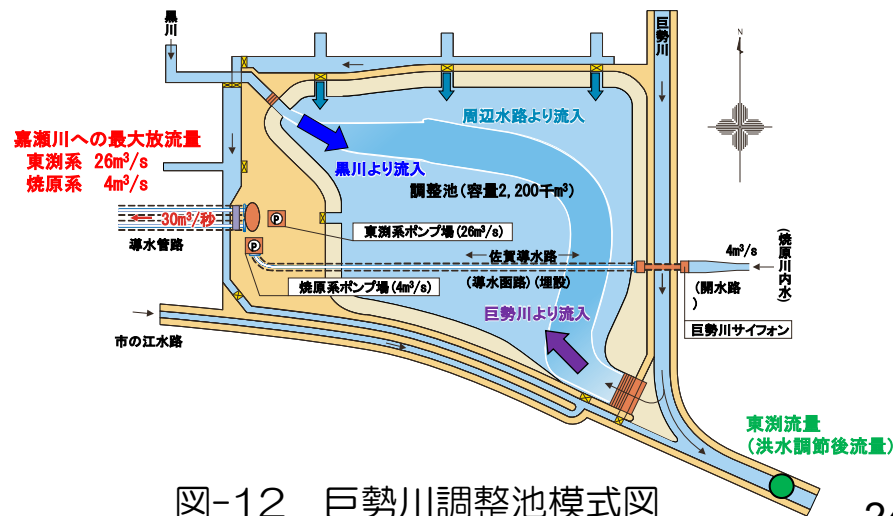 黒川
巨勢川
N
嘉瀬川への最大放流量
東渕系 26m³/s
焼原系 4m³/s
周辺水路より流入
黒川より流入
調整池(容量2,200千m³)
30m³/秒
P
東渕系ポンプ場(26m³/s)
導水管路
P
佐賀導水路
4m³/s
(焼原川内水)
焼原系ポンプ場(4m³/s)
(導水函路)(埋設)
(開水路
)
巨勢川より流入
巨勢川サイフォン
市の江水路
東渕流量
(洪水調節後流量)
図-12 巨勢川調整池模式図